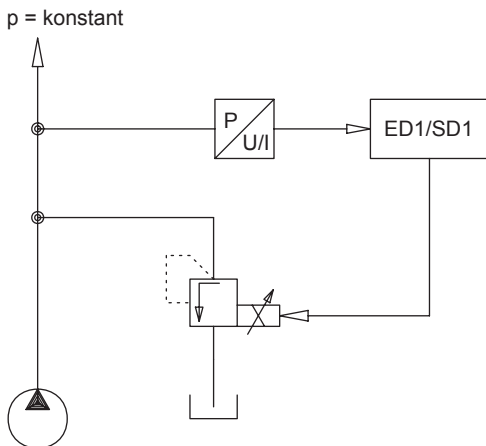 p = konstant
P
U/I
ED1/SD1